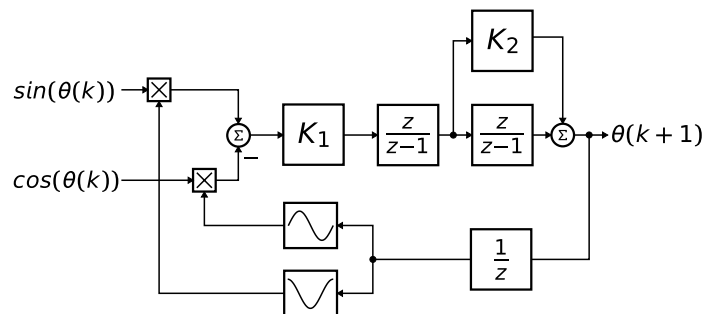 K₂
sin(θ(k))
Σ
K₁
z/(z−1)
z/(z−1)
Σ
θ(k+1)
−
cos(θ(k))
1/z